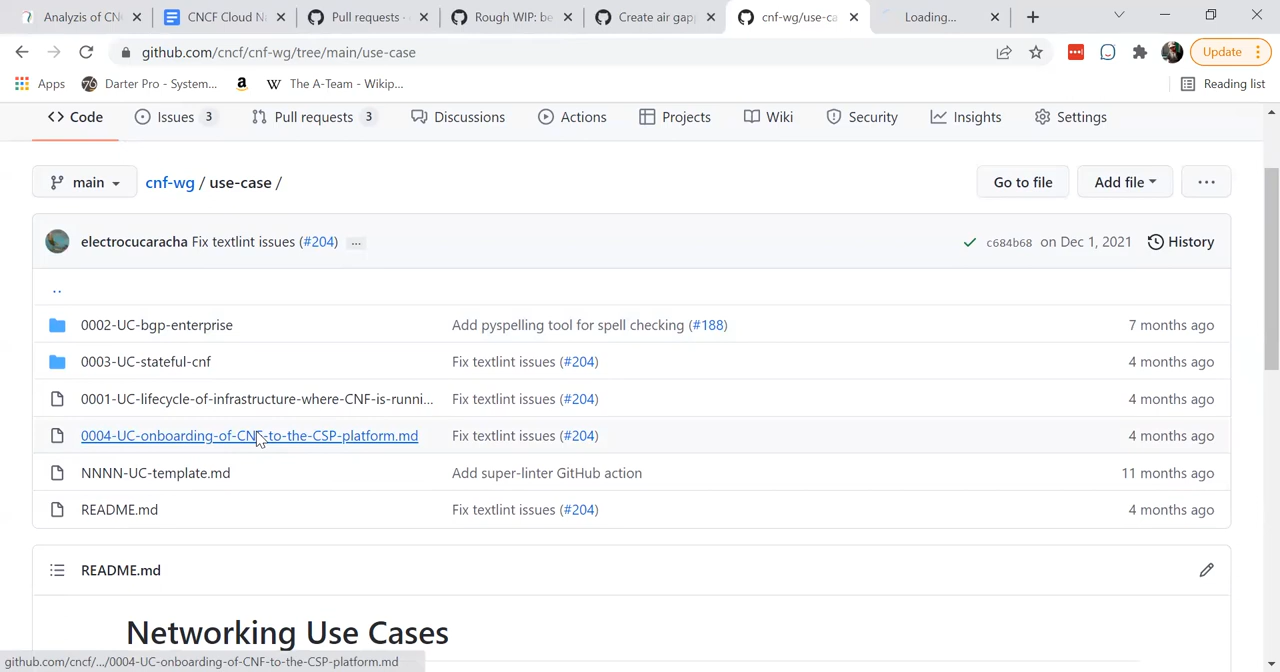 Analyzis of CN
CNCF Cloud N
Pull requests ·
Rough WIP: be
Create air gap
cnf-wg/use-ca
Loading...
github.com/cncf/cnf-wg/tree/main/use-case
Update
Apps
Darter Pro - System...
The A-Team - Wikip...
Reading list
Code
Issues 3
Pull requests 3
Discussions
Actions
Projects
Wiki
Security
Insights
Settings
main
cnf-wg / use-case /
Go to file
Add file
...
electrocucaracha Fix textlint issues (#204) ...
c684b68 on Dec 1, 2021
History
..
0002-UC-bgp-enterprise Add pyspelling tool for spell checking (#188) 7 months ago
0003-UC-stateful-cnf Fix textlint issues (#204) 4 months ago
0001-UC-lifecycle-of-infrastructure-where-CNF-is-runni... Fix textlint issues (#204) 4 months ago
0004-UC-onboarding-of-CNF-to-the-CSP-platform.md Fix textlint issues (#204) 4 months ago
NNNN-UC-template.md Add super-linter GitHub action 11 months ago
README.md Fix textlint issues (#204) 4 months ago
README.md
Networking Use Cases
github.com/cncf/.../0004-UC-onboarding-of-CNF-to-the-CSP-platform.md